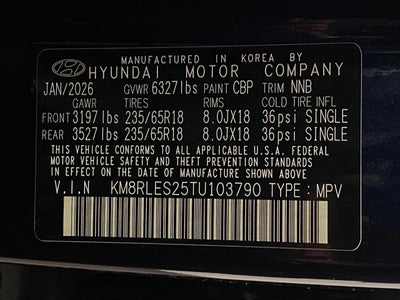 MANUFACTURED IN KOREA BY
HYUNDAI MOTOR COMPANY
JAN/2026 GVWR 6327lbs PAINT CBP TRIM NNB
GAWR TIRES RIMS COLD TIRE INFL
FRONT 3197lbs 235/65R18 8.0JX18 36psi SINGLE
REAR 3527lbs 235/65R18 8.0JX18 36psi SINGLE
THIS VEHICLE CONFORMS TO ALL APPLICABLE U.S.A. FEDERAL
MOTOR VEHICLE SAFETY AND THEFT PREVENTION STANDARDS
IN EFFECT ON THE DATE OF MANUFACTURE SHOWN ABOVE.
V.I.N KM8RLES25TU103790 TYPE : MPV